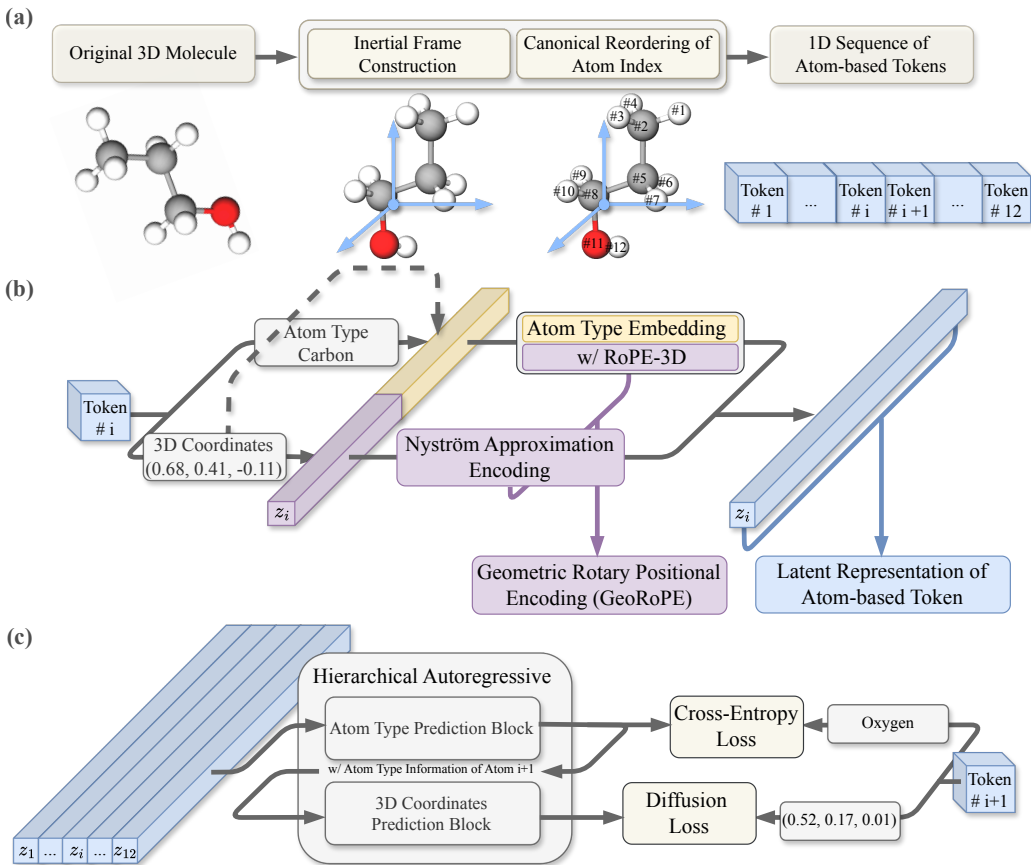 (a)
Original 3D Molecule
Inertial Frame
Construction
Canonical Reordering of
Atom Index
1D Sequence of
Atom-based Tokens
#4
#1
#3
#2
#9
#5
#6
#10
#8
#7
#11
#12
Token
# 1
...
Token
# i
Token
# i +1
...
Token
# 12
(b)
Atom Type
Carbon
Token
# i
3D Coordinates
(0.68, 0.41, -0.11)
z_i
Atom Type Embedding
w/ RoPE-3D
Nyström Approximation
Encoding
Geometric Rotary Positional
Encoding (GeoRoPE)
z_i
Latent Representation of
Atom-based Token
(c)
z_1 ... z_i ... z_12
Hierarchical Autoregressive
Atom Type Prediction Block
w/ Atom Type Information of Atom i+1
3D Coordinates
Prediction Block
Cross-Entropy
Loss
Oxygen
Diffusion
Loss
(0.52, 0.17, 0.01)
Token
# i+1